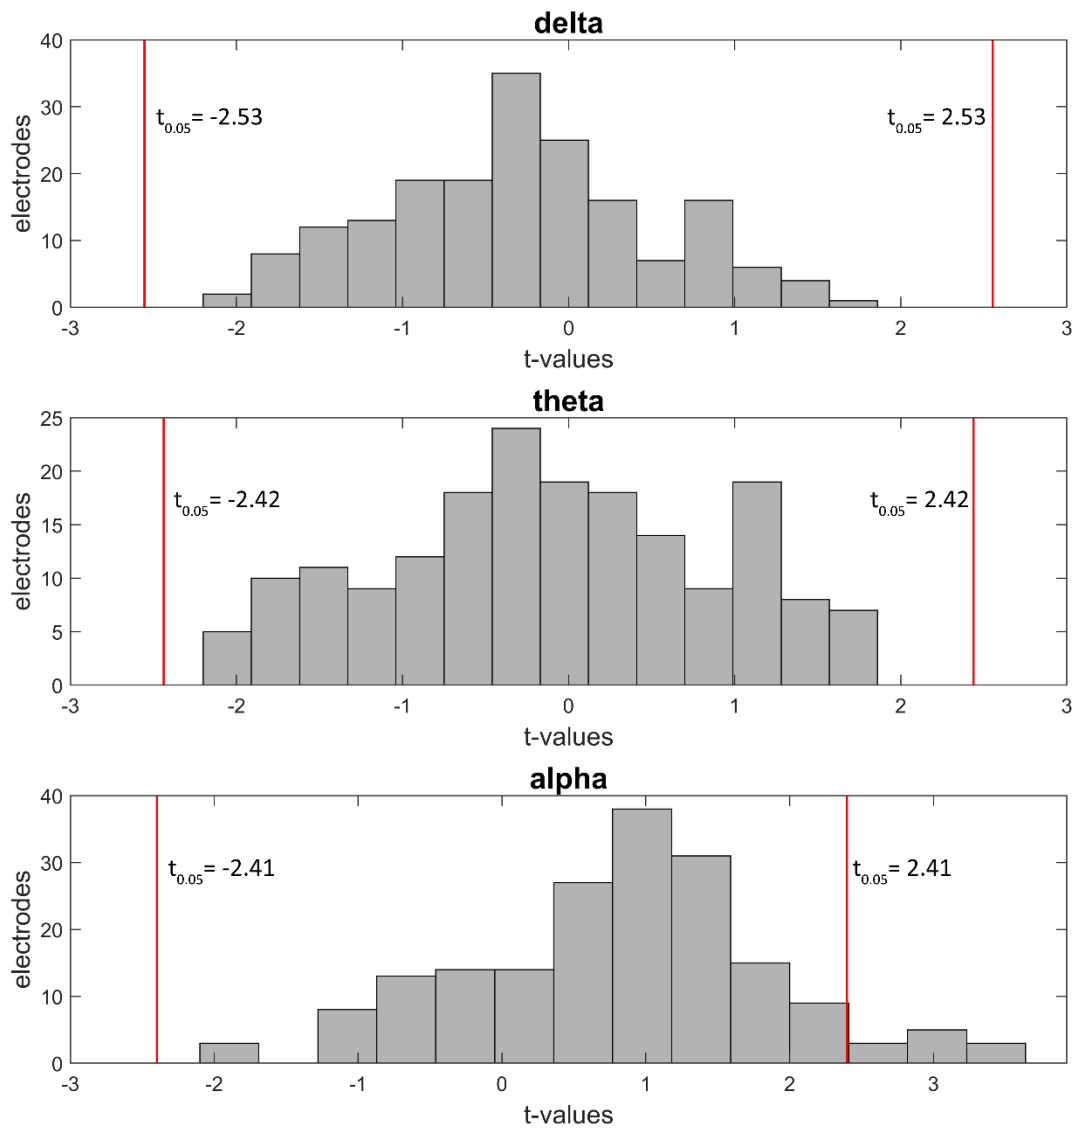 delta
40
30
20
10
0
electrodes
t0.05= -2.53
t0.05= 2.53
-3 -2 -1 0 1 2 3
t-values
theta
25
20
15
10
5
0
electrodes
t0.05= -2.42
t0.05= 2.42
-3 -2 -1 0 1 2 3
t-values
alpha
40
30
20
10
0
electrodes
t0.05= -2.41
t0.05= 2.41
-3 -2 -1 0 1 2 3
t-values